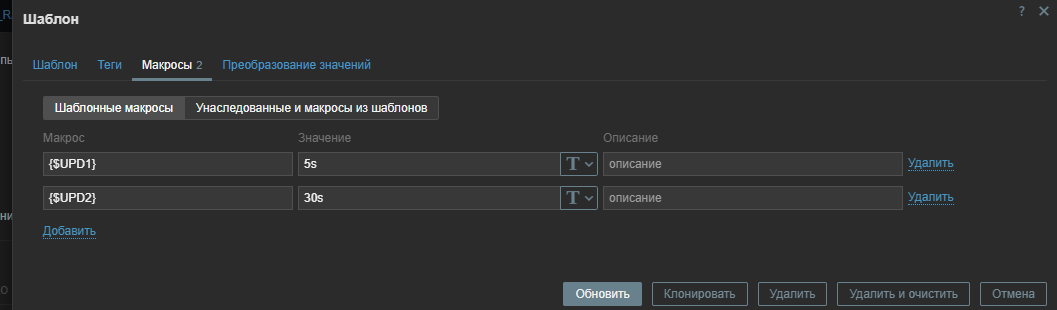 Шаблон
?
Шаблон Теги Макросы 2 Преобразование значений
Шаблонные макросы Унаследованные и макросы из шаблонов
Макрос Значение Описание
{$UPD1} 5s T описание Удалить
{$UPD2} 30s T описание Удалить
Добавить
Обновить Клонировать Удалить Удалить и очистить Отмена